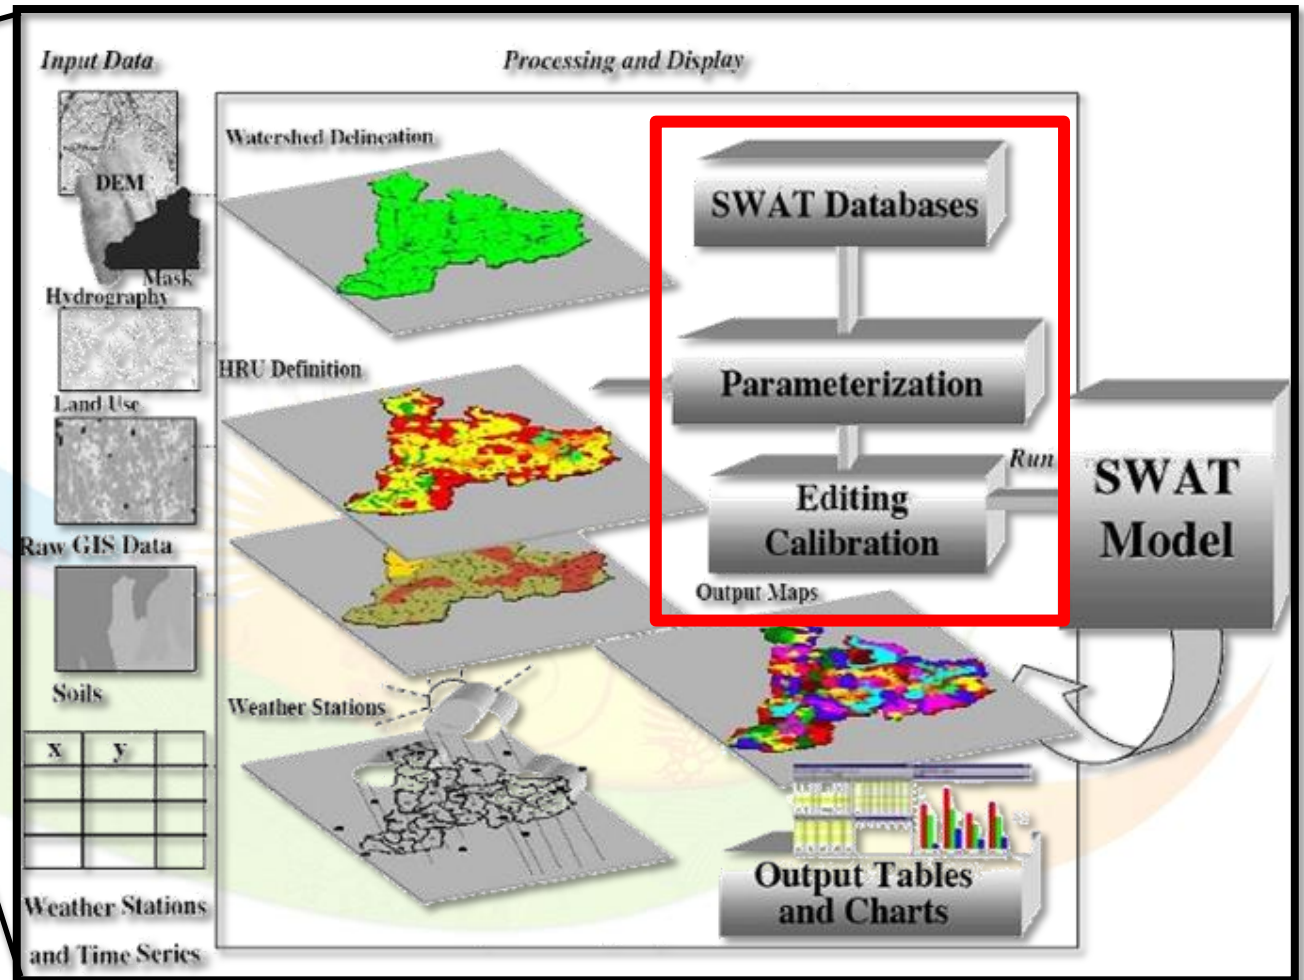 Input Data
Processing and Display
DEM
Mask
Hydrography
Land Use
Raw GIS Data
Soils
x y
Weather Stations
and Time Series
Watershed Delineation
HRU Definition
Weather Stations
SWAT Databases
Parameterization
Editing
Calibration
Run
SWAT
Model
Output Maps
Output Tables
and Charts